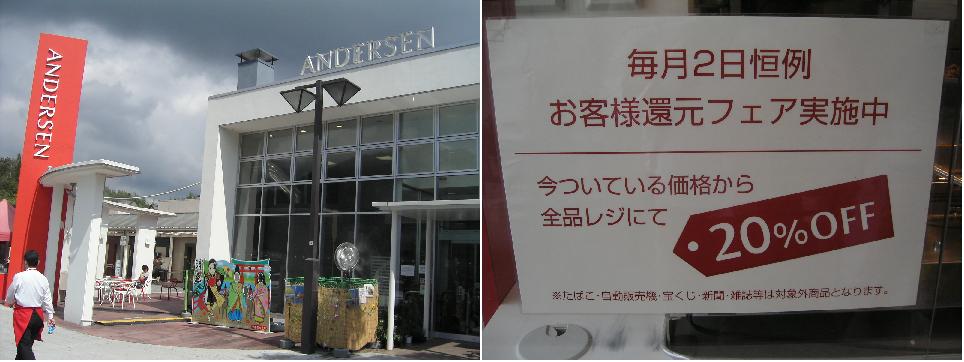 ANDERSEN
ANDERSEN
毎月2日恒例
お客様還元フェア実施中
今ついている価格から
全品レジにて
20%OFF
※たばこ・自動販売機・宝くじ・新聞・雑誌等は対象外商品となります。